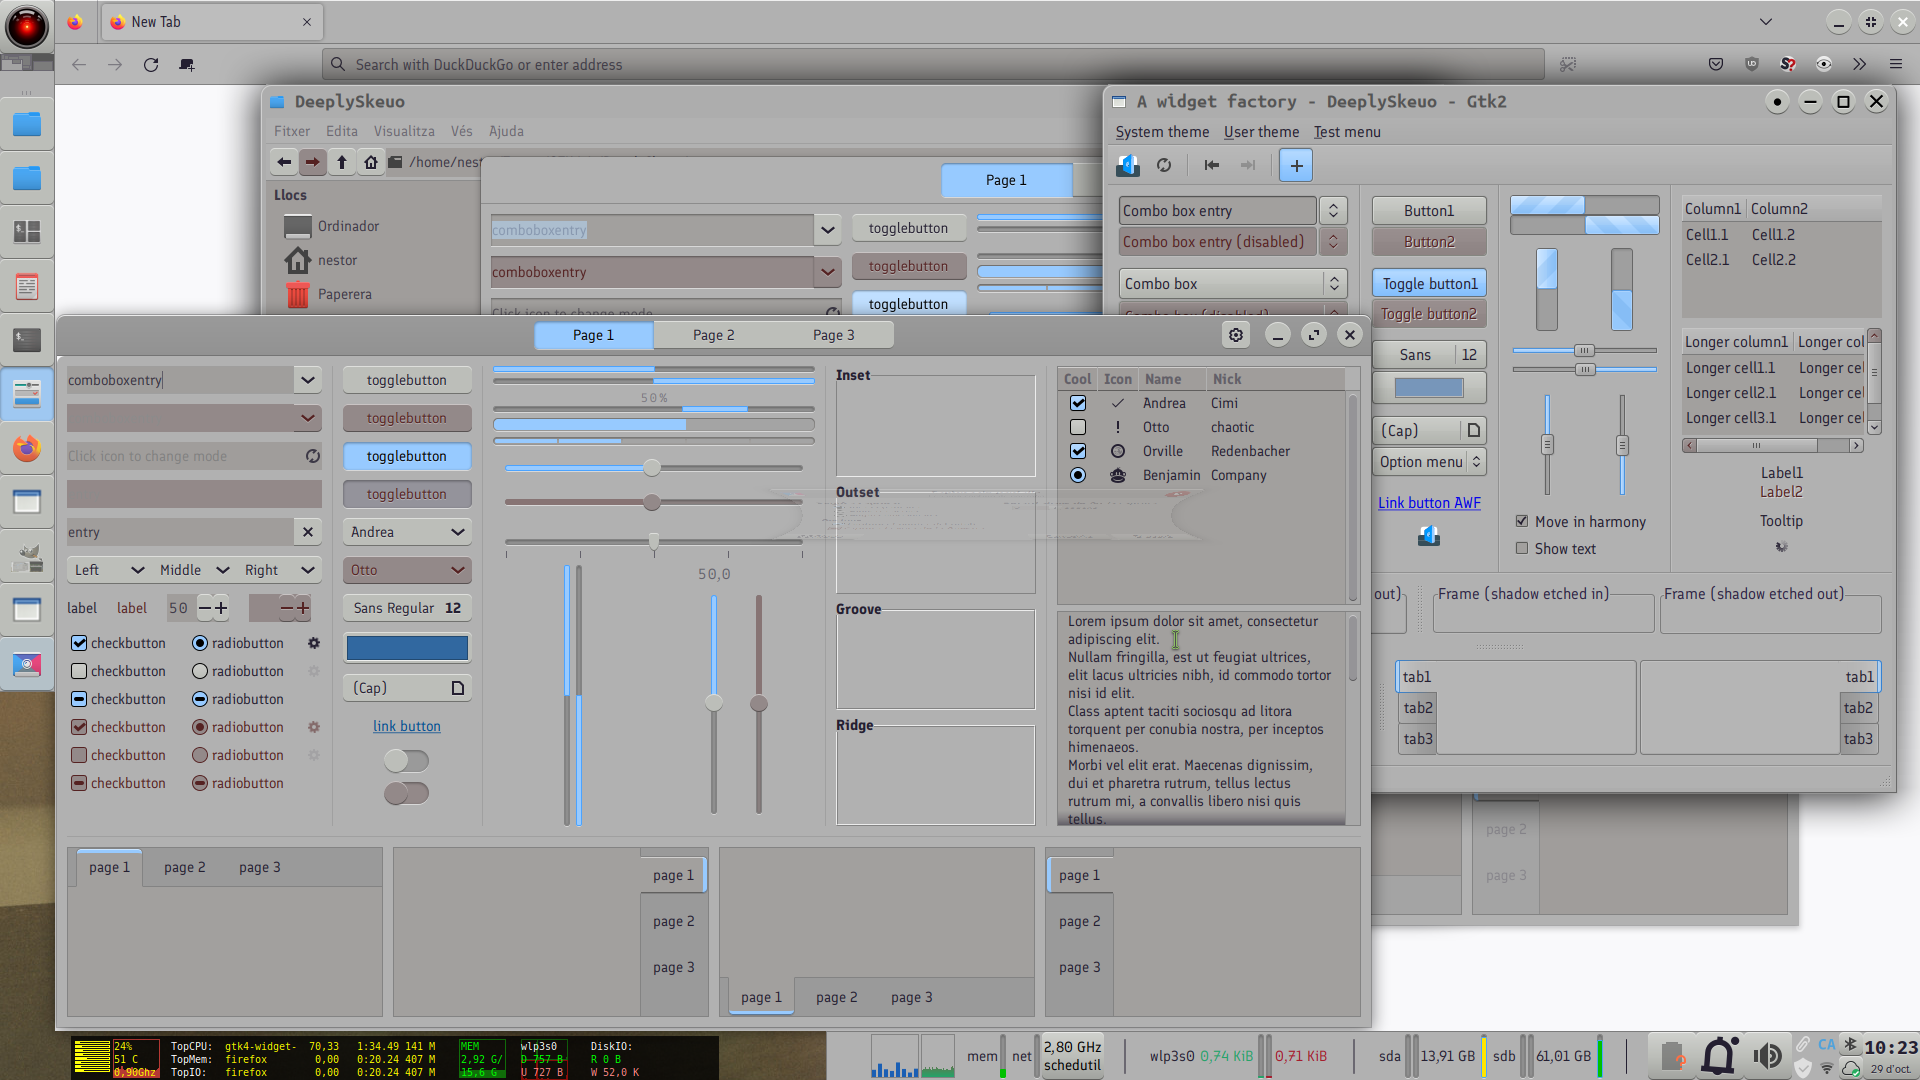 New Tab
Search with DuckDuckGo or enter address
DeeplySkeuo
Fitxer Edita Visualitza Vés Ajuda
/home/nest
Llocs
Ordinador
nestor
Paperera
Page 1
comboboxentry
togglebutton
comboboxentry
togglebutton
Click icon to change mode
togglebutton
A widget factory - DeeplySkeuo - Gtk2
System theme User theme Test menu
Combo box entry
Combo box entry (disabled)
Combo box
Combo box (disabled)
Button1
Button2
Toggle button1
Toggle button2
Sans 12
(Cap)
Option menu
Link button AWF
Column1 Column2
Cell1.1 Cell1.2
Cell2.1 Cell2.2
Longer column1 Longer col
Longer cell1.1 Longer ce
Longer cell2.1 Longer ce
Longer cell3.1 Longer ce
Label1
Label2
Tooltip
Move in harmony
Show text
out) Frame (shadow etched in) Frame (shadow etched out)
tab1 tab1
tab2 tab2
tab3 tab3
page 2
page 3
Page 1 Page 2 Page 3
comboboxentry
Click icon to change mode
entry
Left Middle Right
label label 50
checkbutton radiobutton
checkbutton radiobutton
checkbutton radiobutton
checkbutton radiobutton
checkbutton radiobutton
checkbutton radiobutton
togglebutton
togglebutton
togglebutton
togglebutton
Andrea
Otto
Sans Regular 12
(Cap)
link button
50%
50,0
Inset
Outset
Groove
Ridge
Cool Icon Name Nick
Andrea Cimi
Otto chaotic
Orville Redenbacher
Benjamin Company
Lorem ipsum dolor sit amet, consectetur
adipiscing elit.
Nullam fringilla, est ut feugiat ultrices,
elit lacus ultricies nibh, id commodo tortor
nisi id elit.
Class aptent taciti sociosqu ad litora
torquent per conubia nostra, per inceptos
himenaeos.
Morbi vel elit erat. Maecenas dignissim,
dui et pharetra rutrum, tellus lectus
rutrum mi, a convallis libero nisi quis
tellus.
page 1 page 2 page 3
page 1
page 2
page 3
page 1 page 2 page 3
page 1
page 2
page 3
24% TopCPU: gtk4-widget- 70,33 1:34.49 141 M MEM wlp3s0 DiskIO:
51 C TopMem: firefox 0,00 0:20.24 407 M 2,92 G/ D 757 B R 0 B
0,90Ghz TopIO: firefox 0,00 0:20.24 407 M 15,6 G U 727 B W 52,0 K
mem net 2,80 GHz
schedutil
wlp3s0 0,74 KiB 0,71 KiB sda 13,91 GB sdb 61,01 GB
CA 10:23
29 d'oct.